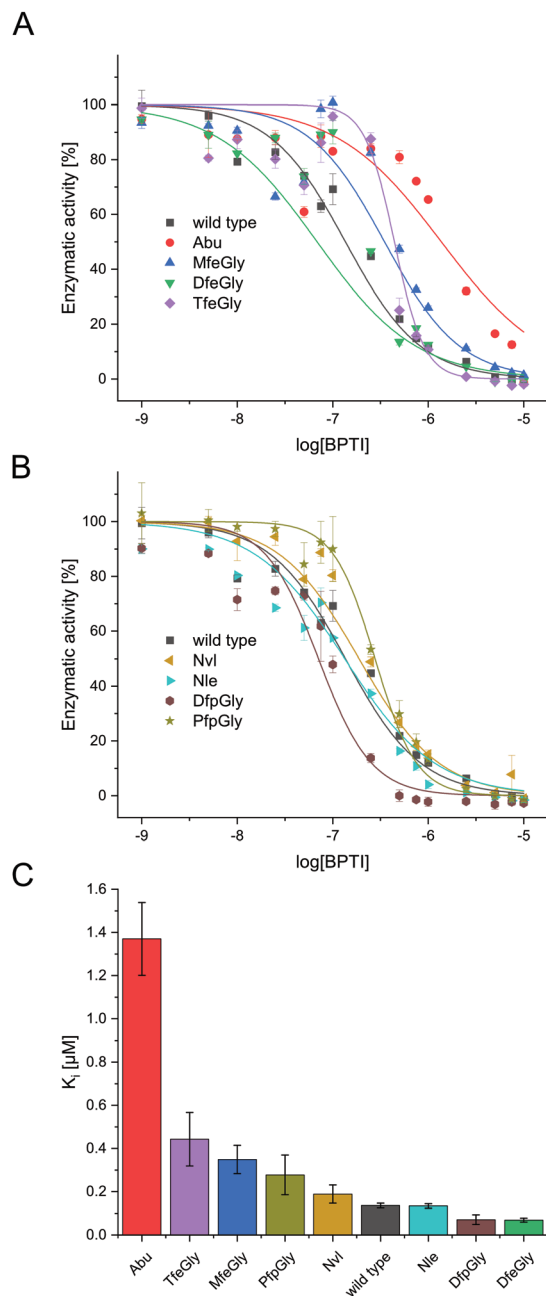 A
Enzymatic activity [%]
120
100
80
60
40
20
0
wild type
Abu
MfeGly
DfeGly
TfeGly
-9 -8 -7 -6 -5
log[BPTI]
B
Enzymatic activity [%]
120
100
80
60
40
20
0
wild type
Nvl
Nle
DfpGly
PfpGly
-9 -8 -7 -6 -5
log[BPTI]
C
Ki [µM]
1.6
1.4
1.2
1.0
0.8
0.6
0.4
0.2
0.0
Abu TfeGly MfeGly PfpGly Nvl wild type Nle DfpGly DfeGly